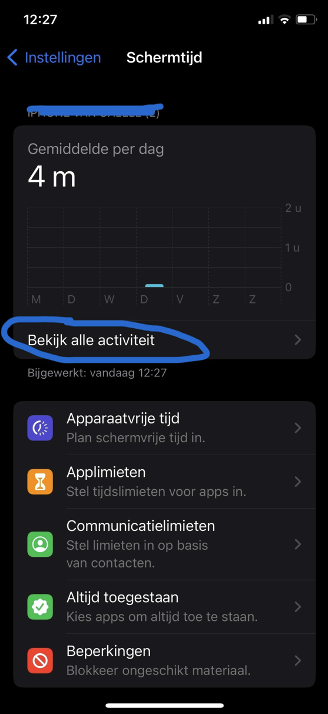 12:27
Instellingen
Schermtijd
Gemiddelde per dag
4 m
2 u
1 u
0
M D W D V Z Z
Bekijk alle activiteit
Bijgewerkt: vandaag 12:27
Apparaatvrije tijd
Plan schermvrije tijd in.
Applimieten
Stel tijdslimieten voor apps in.
Communicatielimieten
Stel limieten in op basis
van contacten.
Altijd toegestaan
Kies apps om altijd toe te staan.
Beperkingen
Blokkeer ongeschikt materiaal.